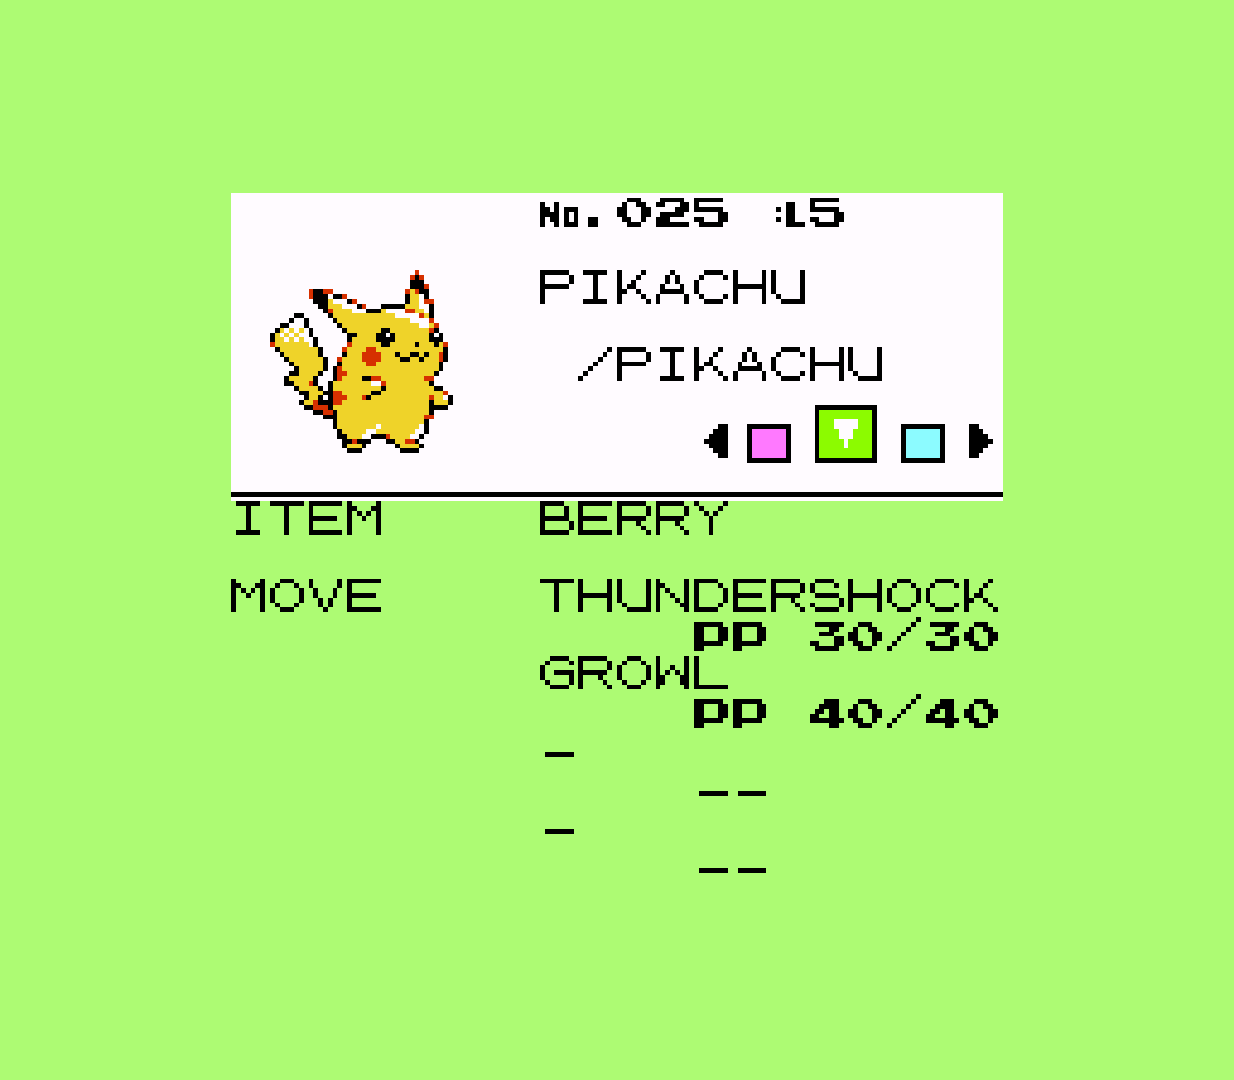 No. 025 :L5
PIKACHU
/PIKACHU
ITEM BERRY
MOVE THUNDERSHOCK
PP 30/30
GROWL
PP 40/40
–
--
–
--